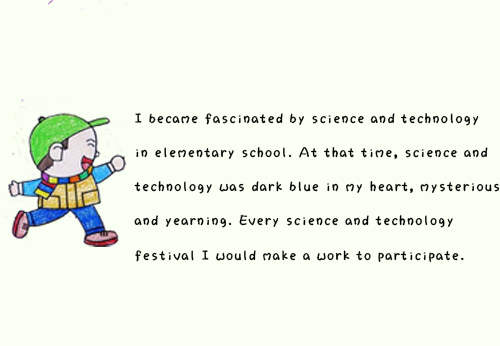 I became fascinated by science and technology
in elementary school. At that time, science and
technology was dark blue in my heart, mysterious
and yearning. Every science and technology
festival I would make a work to participate.